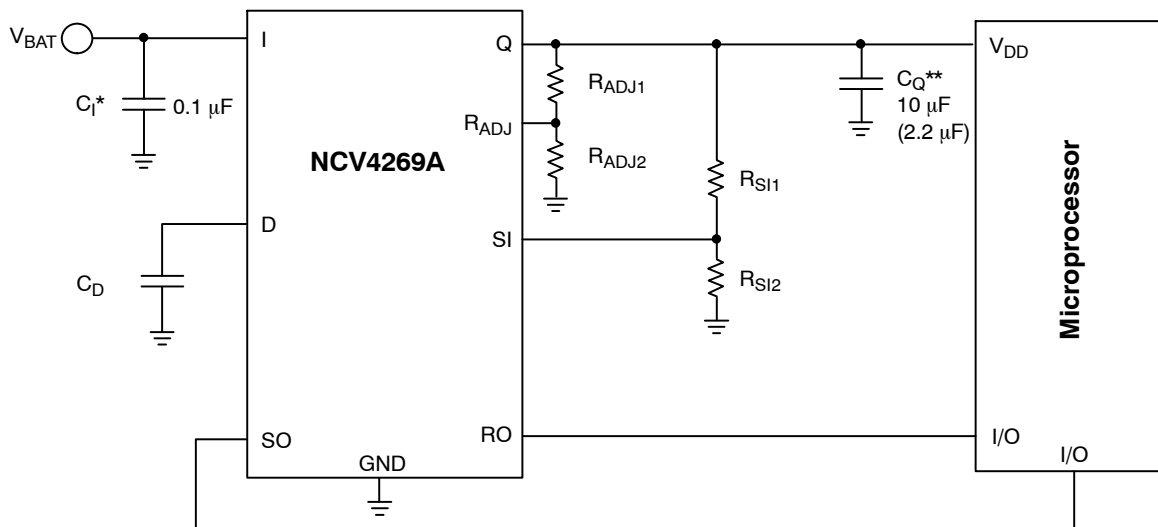 V_BAT
I
Q
V_DD
C_I*
0.1 μF
R_ADJ1
C_Q**
10 μF
(2.2 μF)
R_ADJ
NCV4269A
R_ADJ2
R_SI1
D
SI
C_D
R_SI2
Microprocessor
SO
RO
I/O
GND
I/O